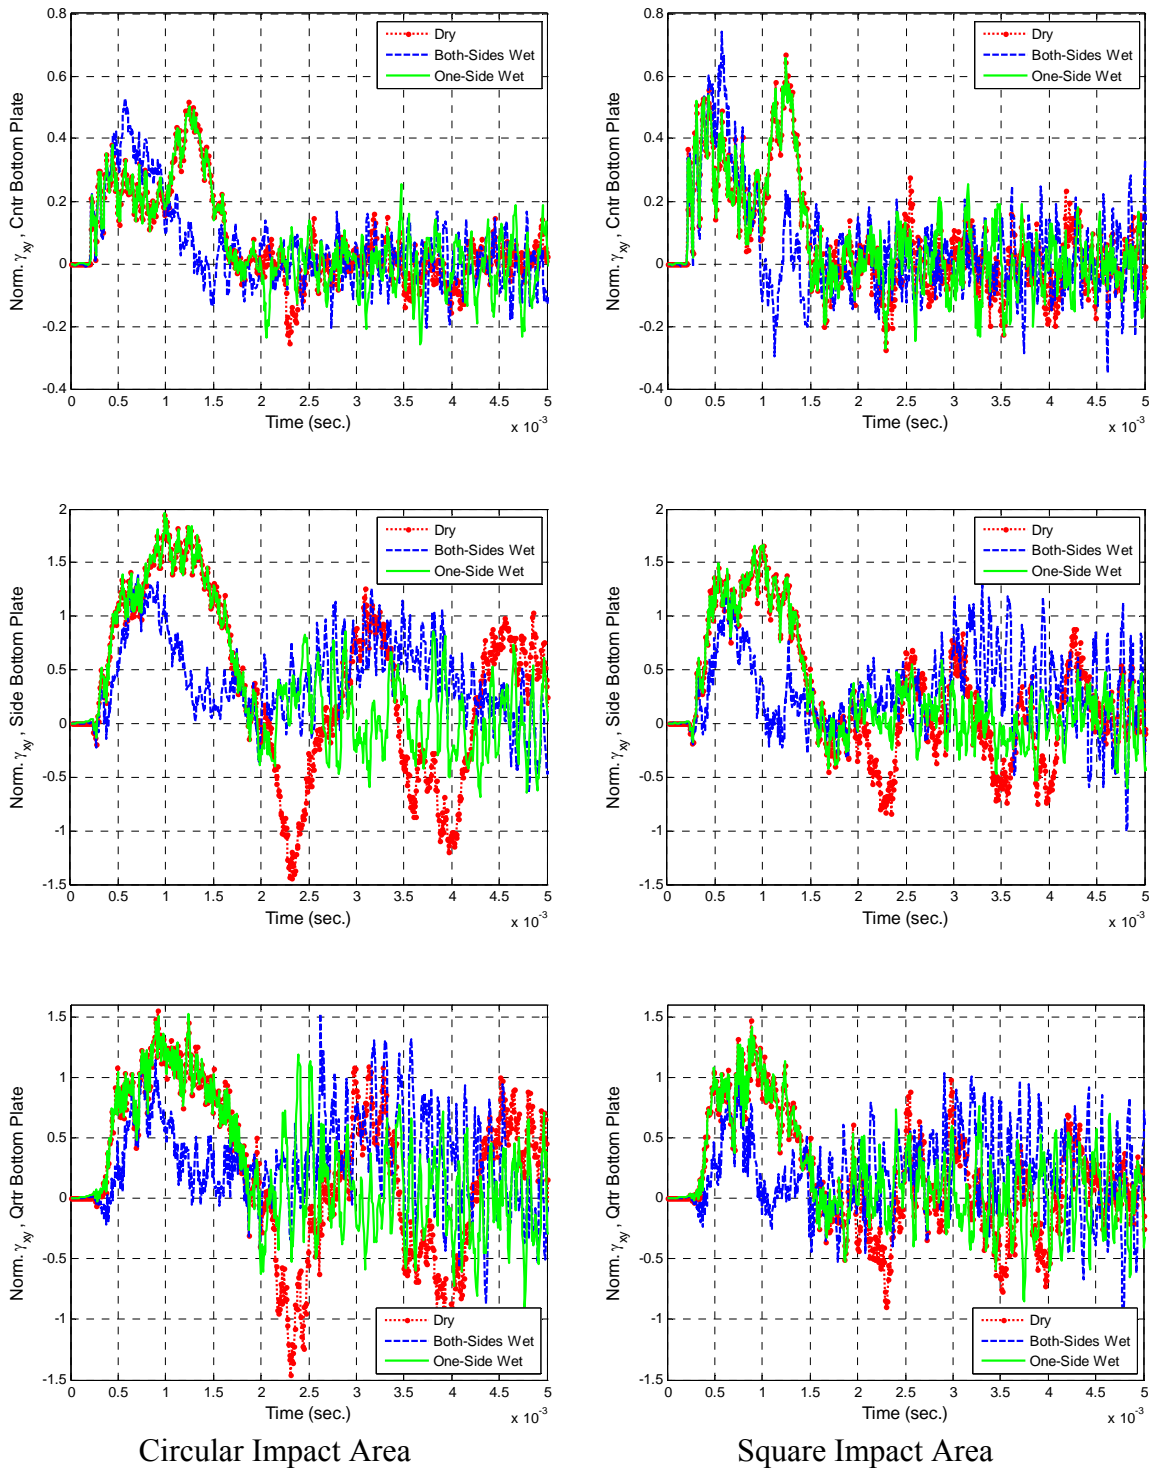 0.8
0.6
0.4
0.2
0
-0.2
-0.4
Norm. γxy , Cntr Bottom Plate
Dry
Both-Sides Wet
One-Side Wet
0 0.5 1 1.5 2 2.5 3 3.5 4 4.5 5
Time (sec.)
x 10-3
0.8
0.6
0.4
0.2
0
-0.2
-0.4
Norm. γxy , Cntr Bottom Plate
Dry
Both-Sides Wet
One-Side Wet
0 0.5 1 1.5 2 2.5 3 3.5 4 4.5 5
Time (sec.)
x 10-3
2
1.5
1
0.5
0
-0.5
-1
-1.5
Norm. γxy , Side Bottom Plate
Dry
Both-Sides Wet
One-Side Wet
0 0.5 1 1.5 2 2.5 3 3.5 4 4.5 5
Time (sec.)
x 10-3
2
1.5
1
0.5
0
-0.5
-1
-1.5
Norm. γxy , Side Bottom Plate
Dry
Both-Sides Wet
One-Side Wet
0 0.5 1 1.5 2 2.5 3 3.5 4 4.5 5
Time (sec.)
x 10-3
1.5
1
0.5
0
-0.5
-1
-1.5
Norm. γxy , Qrtr Bottom Plate
Dry
Both-Sides Wet
One-Side Wet
0 0.5 1 1.5 2 2.5 3 3.5 4 4.5 5
Time (sec.)
x 10-3
1.5
1
0.5
0
-0.5
-1
-1.5
Norm. γxy , Qrtr Bottom Plate
Dry
Both-Sides Wet
One-Side Wet
0 0.5 1 1.5 2 2.5 3 3.5 4 4.5 5
Time (sec.)
x 10-3
Circular Impact Area
Square Impact Area